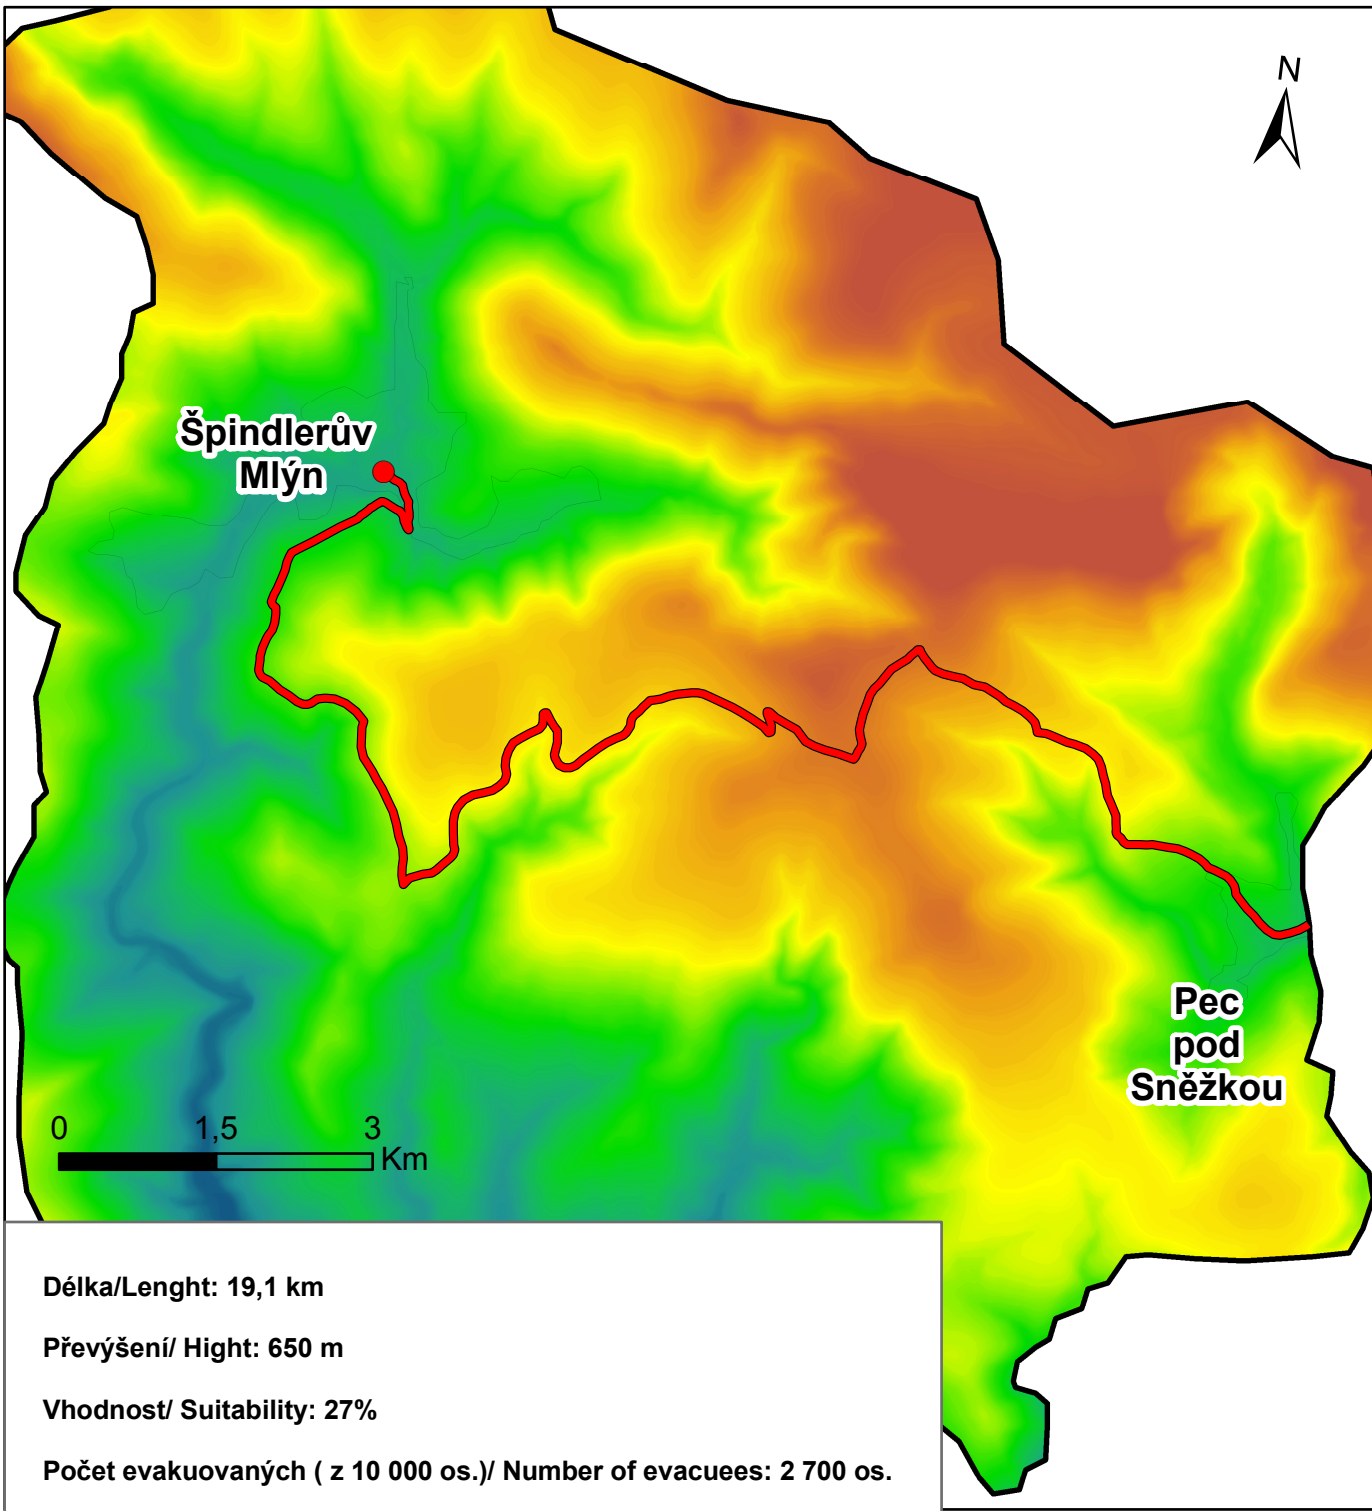 N
Špindlerův
Mlýn
Pec
pod
Sněžkou
0 1,5 3
Km
Délka/Lenght: 19,1 km
Převýšení/ Hight: 650 m
Vhodnost/ Suitability: 27%
Počet evakuovaných ( z 10 000 os.)/ Number of evacuees: 2 700 os.